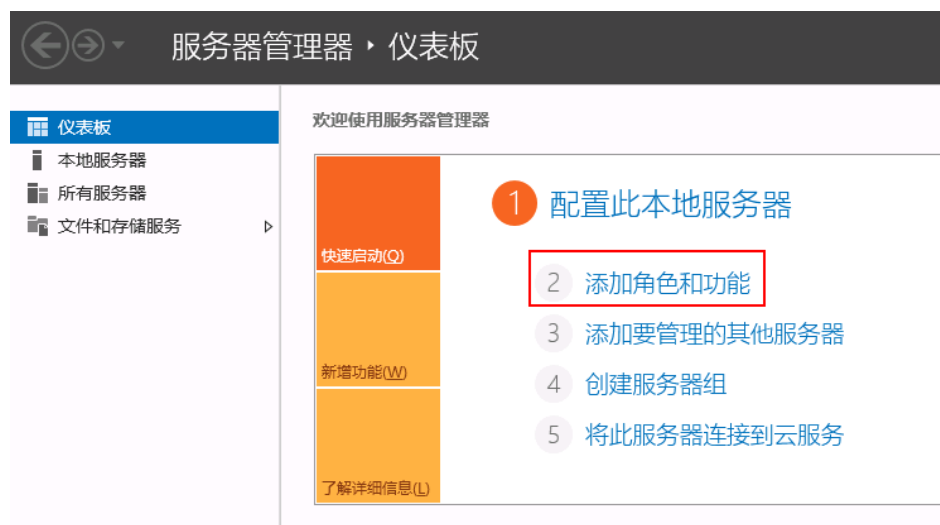 服务器管理器 ‣ 仪表板
仪表板
本地服务器
所有服务器
文件和存储服务
欢迎使用服务器管理器
快速启动(Q)
新增功能(W)
了解详细信息(L)
1 配置此本地服务器
2 添加角色和功能
3 添加要管理的其他服务器
4 创建服务器组
5 将此服务器连接到云服务